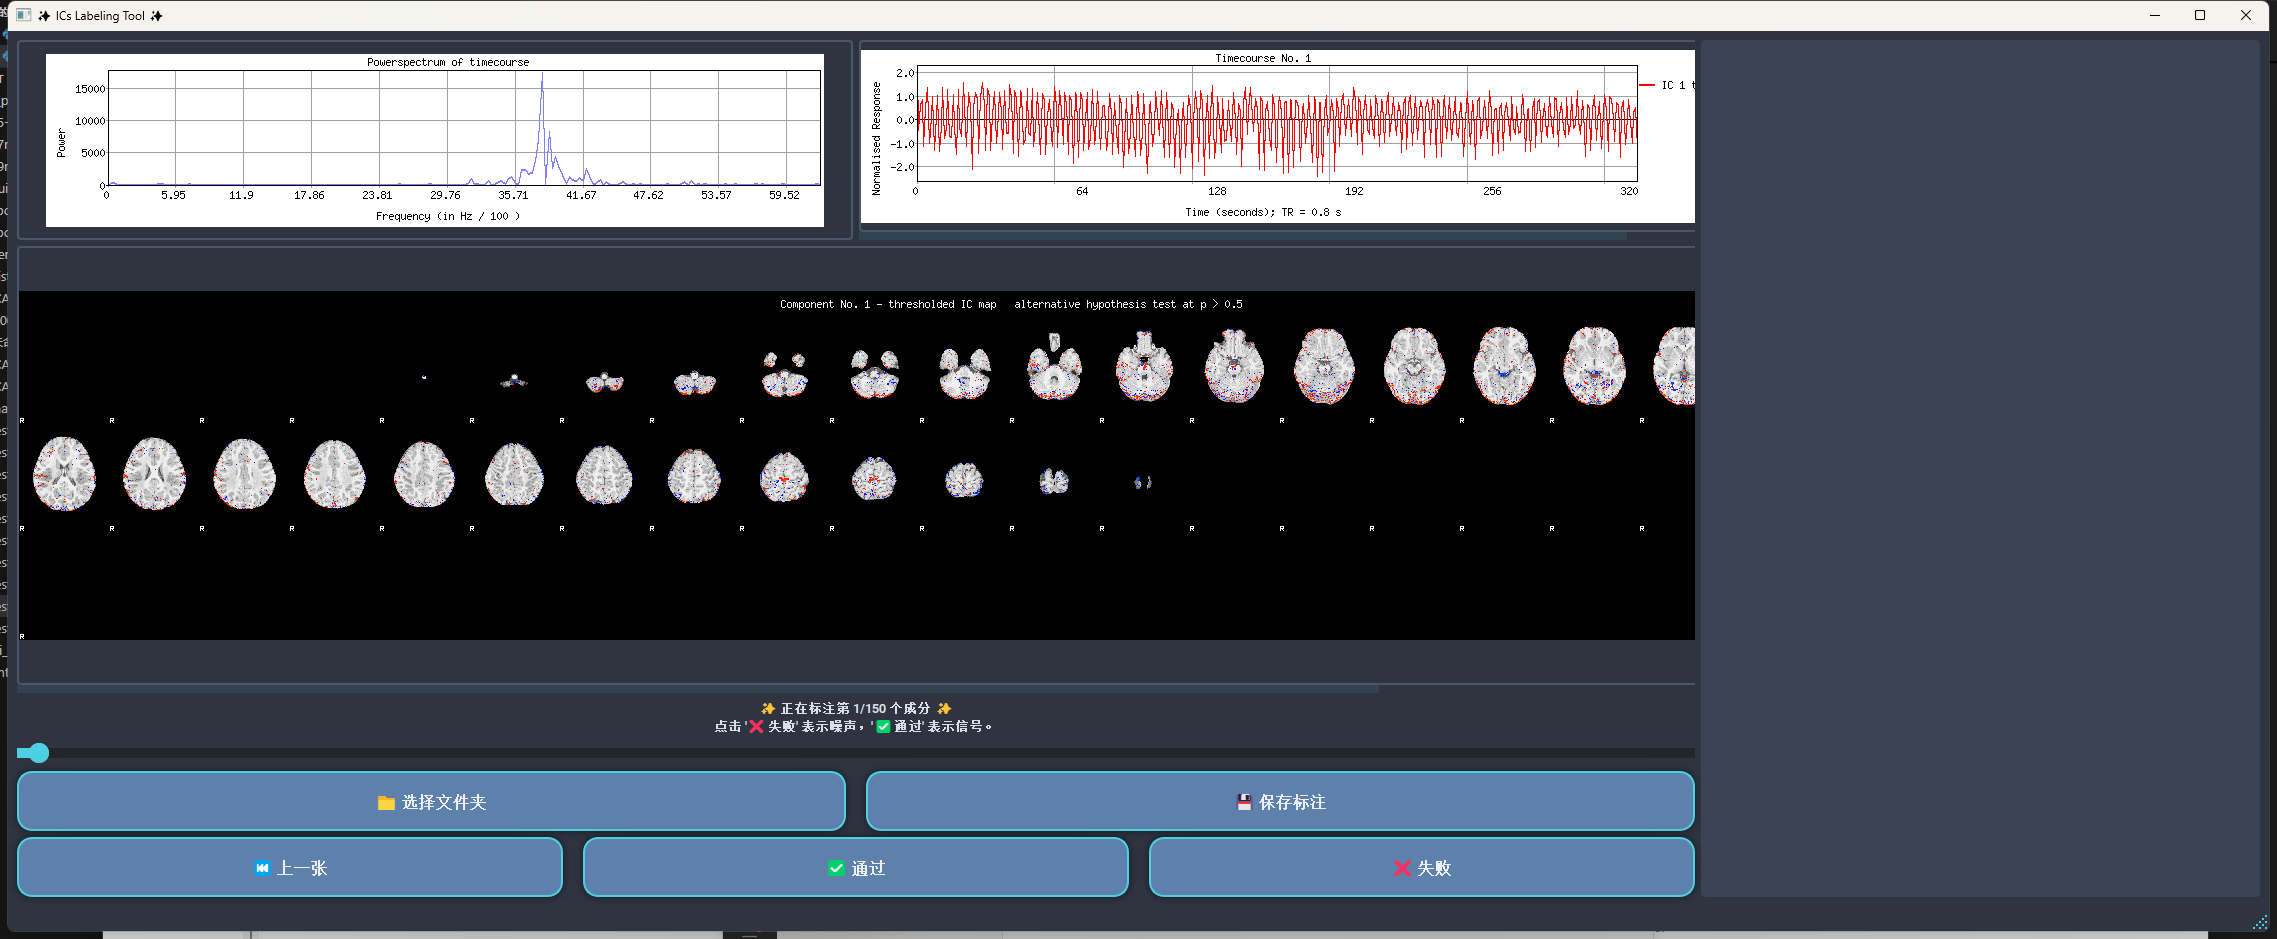 ✨ ICs Labeling Tool ✨
Powerspectrum of timecourse
Power
15000
10000
5000
0
0 5.95 11.9 17.86 23.81 29.76 35.71 41.67 47.62 53.57 59.52
Frequency (in Hz / 100 )
Timecourse No. 1
Normalised Response
2.0
1.0
0.0
-1.0
-2.0
IC 1 t
0 64 128 192 256 320
Time (seconds); TR = 0.8 s
Component No. 1 - thresholded IC map alternative hypothesis test at p > 0.5
R R R R R R R R R R R R R R R R R R R
R R R R R R R R R R R R R R R R R R R
R
✨ 正在标注第 1/150 个成分 ✨
点击 '❌ 失败' 表示噪声，'✅ 通过' 表示信号。
📁 选择文件夹
💾 保存标注
⏮ 上一张
✅ 通过
❌ 失败